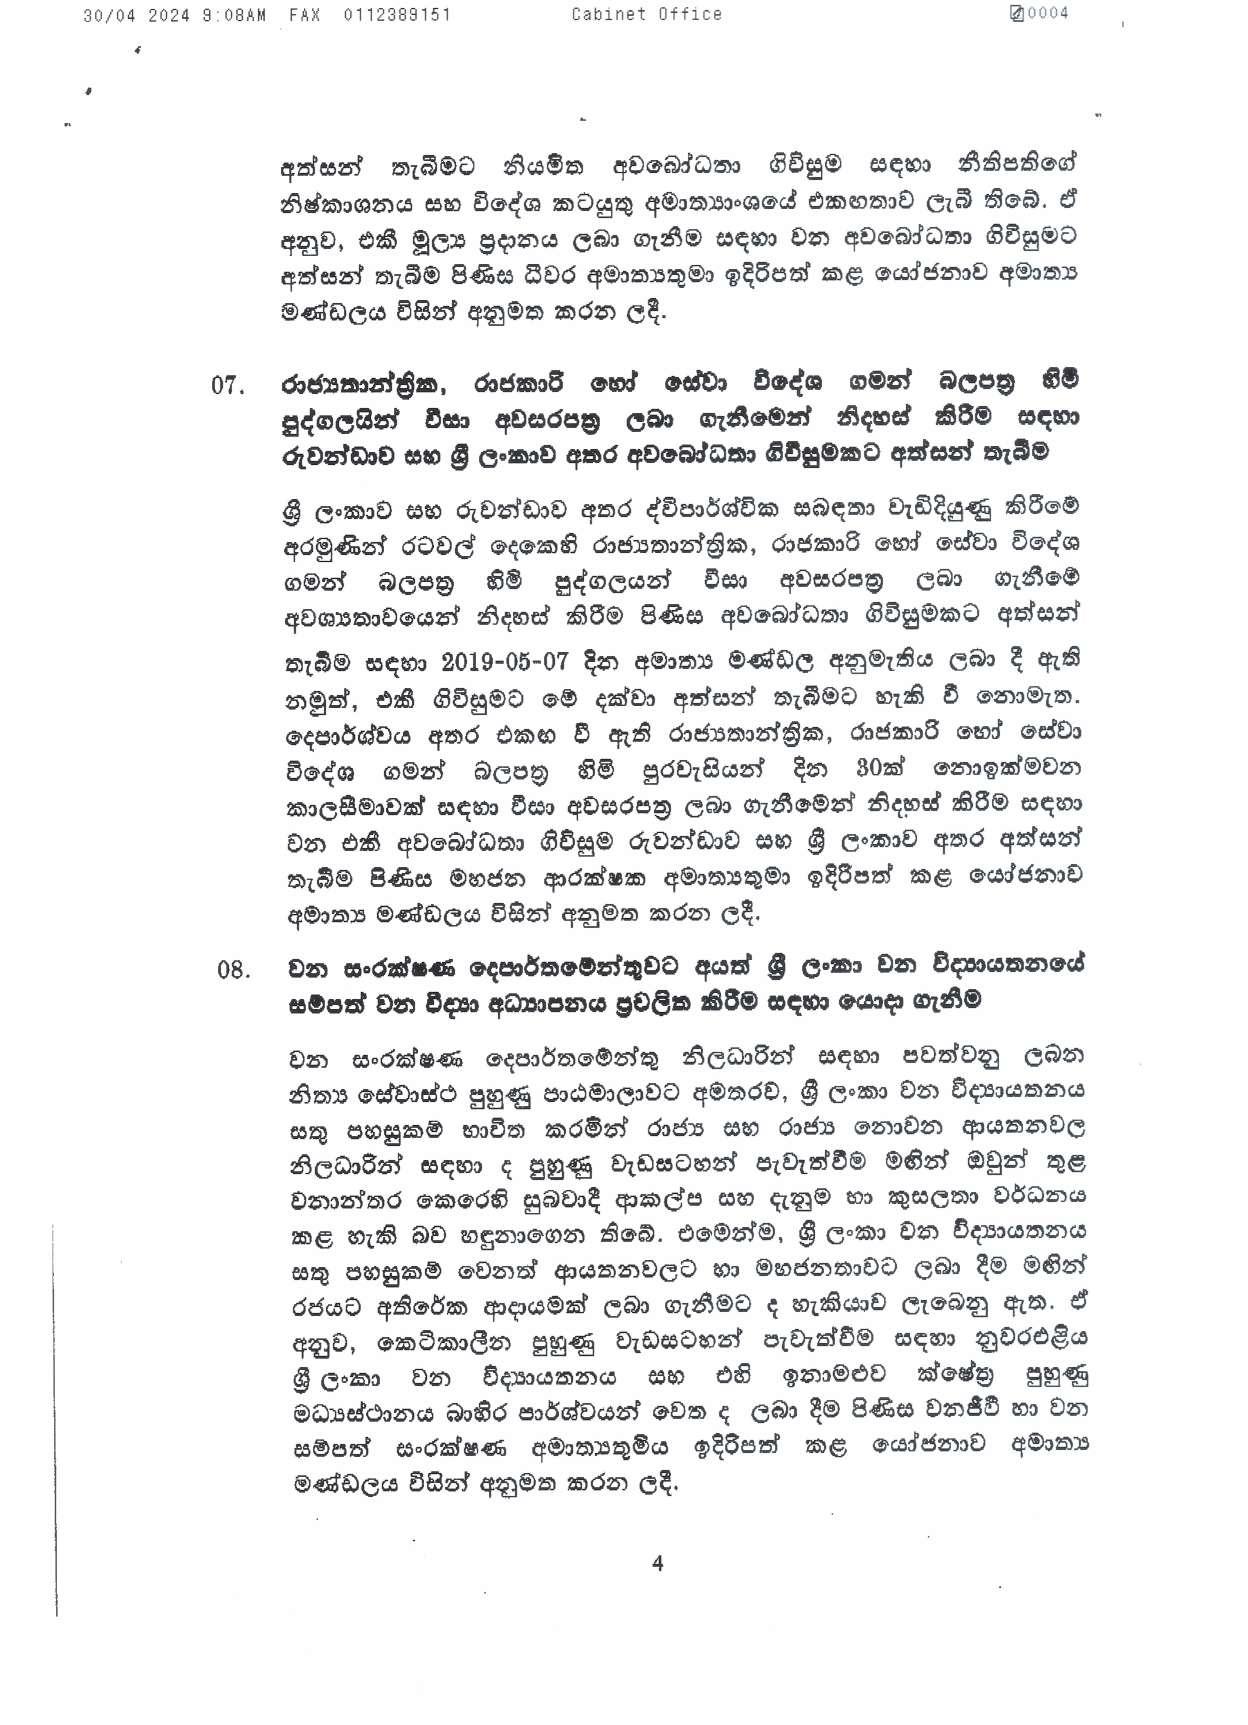 30/04 2024 9:08AM FAX 0112389151 Cabinet Office 0004
අත්සන් තැබීමට නියමිත අවබෝධතා ගිවිසුම සඳහා නීතිපතිගේ
නිෂ්කාශනය සහ විදේශ කටයුතු අමාත්‍යාංශයේ එකඟතාව ලැබී තිබේ. ඒ
අනුව, එකී මූල්‍ය ප්‍රදානය ලබා ගැනීම සඳහා වන අවබෝධතා ගිවිසුමට
අත්සන් තැබීම පිණිස ධීවර අමාත්‍යතුමා ඉදිරිපත් කළ යෝජනාව අමාත්‍ය
මණ්ඩලය විසින් අනුමත කරන ලදී.
07. රාජ්‍යතාන්ත්‍රික, රාජකාරී හෝ සේවා විදේශ ගමන් බලපත්‍ර හිමි
පුද්ගලයින් වීසා අවසරපත්‍ර ලබා ගැනීමෙන් නිදහස් කිරීම සඳහා
රුවන්ඩාව සහ ශ්‍රී ලංකාව අතර අවබෝධතා ගිවිසුමකට අත්සන් තැබීම
ශ්‍රී ලංකාව සහ රුවන්ඩාව අතර ද්විපාර්ශ්වික සබඳතා වැඩිදියුණු කිරීමේ
අරමුණින් රටවල් දෙකෙහි රාජ්‍යතාන්ත්‍රික, රාජකාරි හෝ සේවා විදේශ
ගමන් බලපත්‍ර හිමි පුද්ගලයන් වීසා අවසරපත්‍ර ලබා ගැනීමේ
අවශ්‍යතාවයෙන් නිදහස් කිරීම පිණිස අවබෝධතා ගිවිසුමකට අත්සන්
තැබීම සඳහා 2019-05-07 දින අමාත්‍ය මණ්ඩල අනුමැතිය ලබා දී ඇති
නමුත්, එකී ගිවිසුමට මේ දක්වා අත්සන් තැබීමට හැකි වී නොමැත.
දෙපාර්ශ්වය අතර එකඟ වී ඇති රාජ්‍යතාන්ත්‍රික, රාජකාරි හෝ සේවා
විදේශ ගමන් බලපත්‍ර හිමි පුරවැසියන් දින 30ක් නොඉක්මවන
කාලසීමාවක් සඳහා වීසා අවසරපත්‍ර ලබා ගැනීමෙන් නිදහස් කිරීම සඳහා
වන එකී අවබෝධතා ගිවිසුම රුවන්ඩාව සහ ශ්‍රී ලංකාව අතර අත්සන්
තැබීම පිණිස මහජන ආරක්ෂක අමාත්‍යතුමා ඉදිරිපත් කළ යෝජනාව
අමාත්‍ය මණ්ඩලය විසින් අනුමත කරන ලදී.
08. වන සංරක්ෂණ දෙපාර්තමේන්තුවට අයත් ශ්‍රී ලංකා වන විද්‍යායතනයේ
සම්පත් වන විද්‍යා අධ්‍යාපනය ප්‍රචලිත කිරීම සඳහා යොදා ගැනීම
වන සංරක්ෂණ දෙපාර්තමේන්තු නිලධාරින් සඳහා පවත්වනු ලබන
නිත්‍ය සේවාස්ථ පුහුණු පාඨමාලාවට අමතරව, ශ්‍රී ලංකා වන විද්‍යායතනය
සතු පහසුකම් භාවිත කරමින් රාජ්‍ය සහ රාජ්‍ය නොවන ආයතනවල
නිලධාරින් සඳහා ද පුහුණු වැඩසටහන් පැවැත්වීම මඟින් ඔවුන් තුළ
වනාන්තර කෙරෙහි සුබවාදී ආකල්ප සහ දැනුම හා කුසලතා වර්ධනය
කළ හැකි බව හඳුනාගෙන තිබේ. එමෙන්ම, ශ්‍රී ලංකා වන විද්‍යායතනය
සතු පහසුකම් වෙනත් ආයතනවලට හා මහජනතාවට ලබා දීම මඟින්
රජයට අතිරේක ආදායමක් ලබා ගැනීමට ද හැකියාව ලැබෙනු ඇත. ඒ
අනුව, කෙටිකාලීන පුහුණු වැඩසටහන් පැවැත්වීම සඳහා නුවරඑළිය
ශ්‍රී ලංකා වන විද්‍යායතනය සහ එහි ඉනාමළුව ක්ෂේත්‍ර පුහුණු
මධ්‍යස්ථානය බාහිර පාර්ශ්වයන් වෙත ද ලබා දීම පිණිස වනජීවී හා වන
සම්පත් සංරක්ෂණ අමාත්‍යතුමිය ඉදිරිපත් කළ යෝජනාව අමාත්‍ය
මණ්ඩලය විසින් අනුමත කරන ලදී.
4